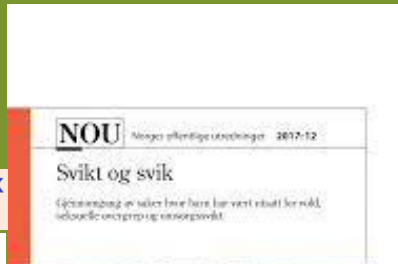 NOU Norges offentlige utredninger 2017:12
Svikt og svik
Gjennomgang av saker hvor barn har vært utsatt for vold,
seksuelle overgrep og omsorgssvikt